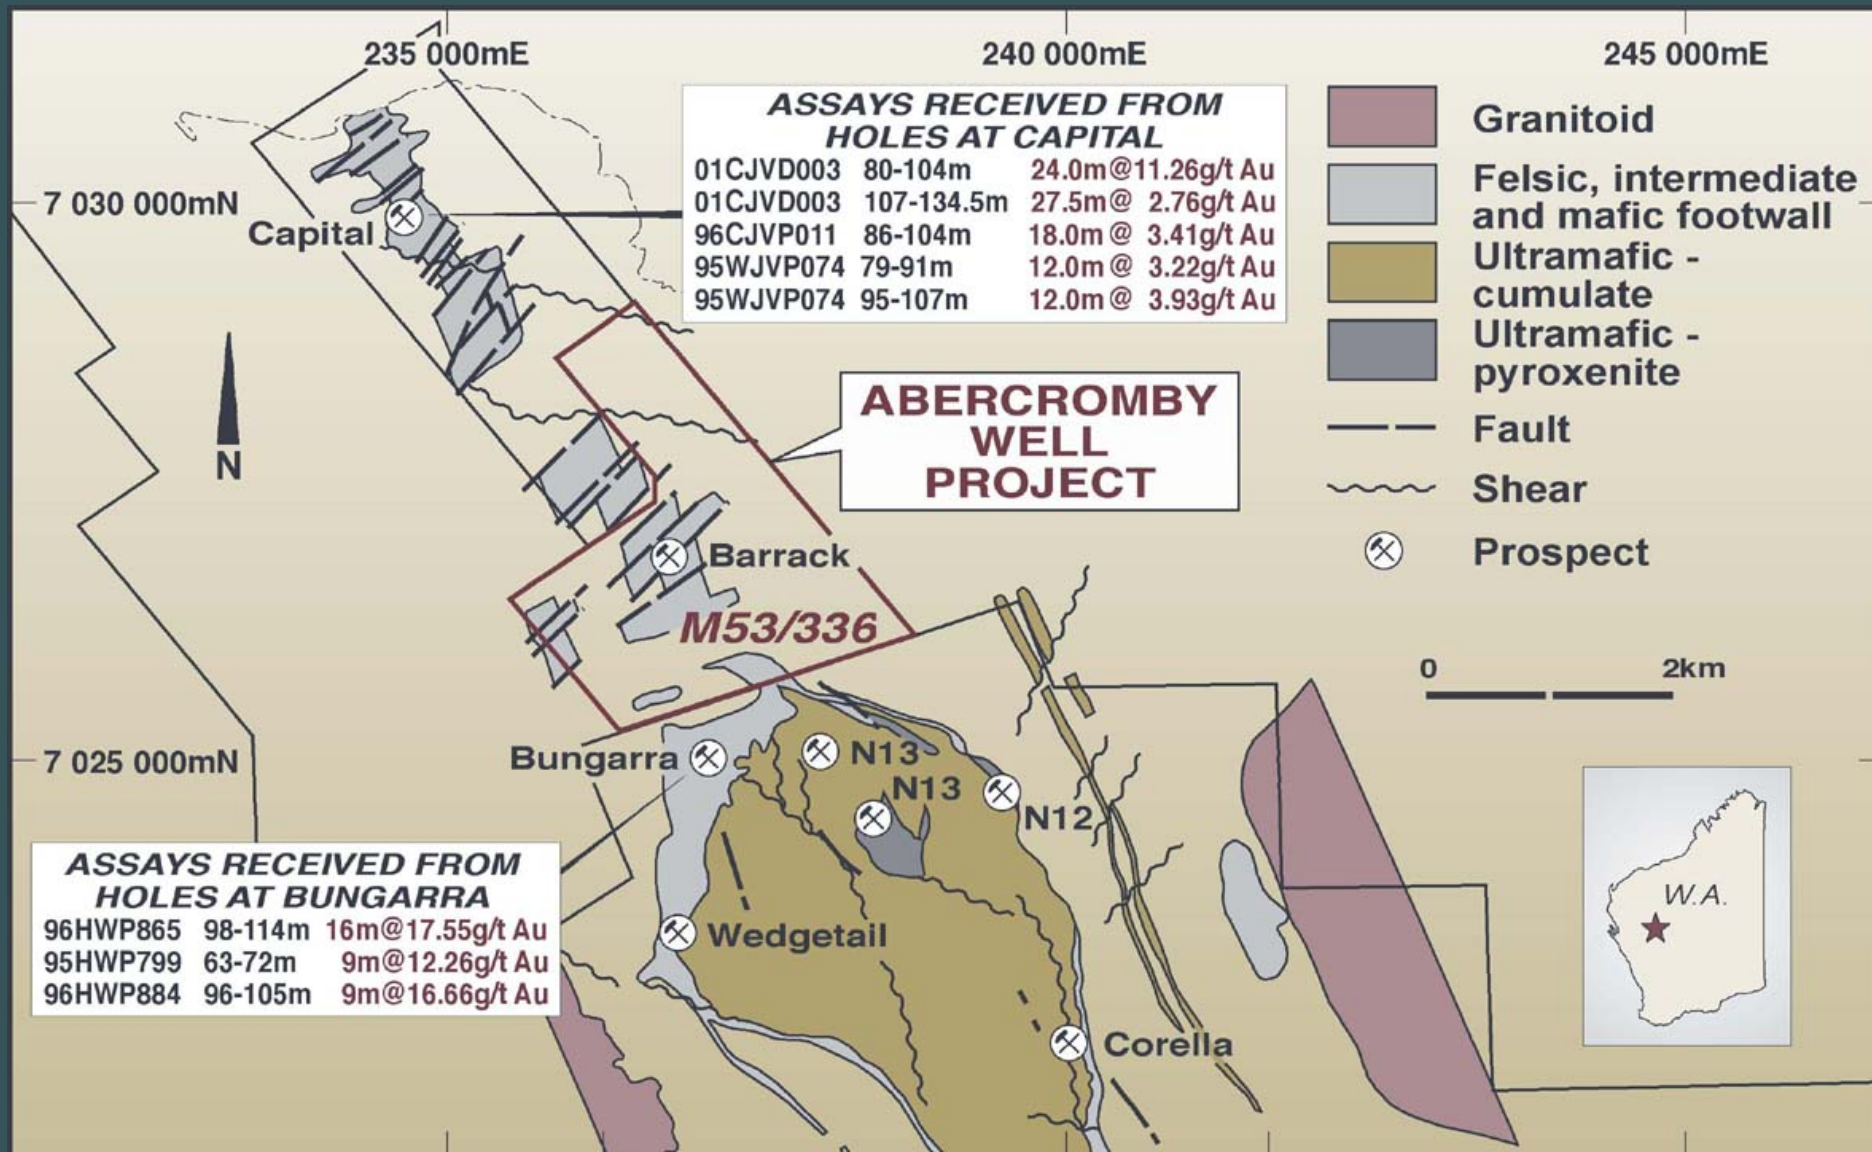 235 000mE
240 000mE
245 000mE
ASSAYS RECEIVED FROM
HOLES AT CAPITAL
01CJVD003 80-104m 24.0m@11.26g/t Au
01CJVD003 107-134.5m 27.5m@ 2.76g/t Au
96CJVP011 86-104m 18.0m@ 3.41g/t Au
95WJVP074 79-91m 12.0m@ 3.22g/t Au
95WJVP074 95-107m 12.0m@ 3.93g/t Au
Granitoid
Felsic, intermediate
and mafic footwall
Ultramafic -
cumulate
Ultramafic -
pyroxenite
Fault
Shear
Prospect
7 030 000mN
Capital
N
ABERCROMBY
WELL
PROJECT
Barrack
M53/336
0 2km
7 025 000mN
Bungarra
N13
N13
N12
ASSAYS RECEIVED FROM
HOLES AT BUNGARRA
96HWP865 98-114m 16m@17.55g/t Au
95HWP799 63-72m 9m@12.26g/t Au
96HWP884 96-105m 9m@16.66g/t Au
Wedgetail
Corella
W.A.